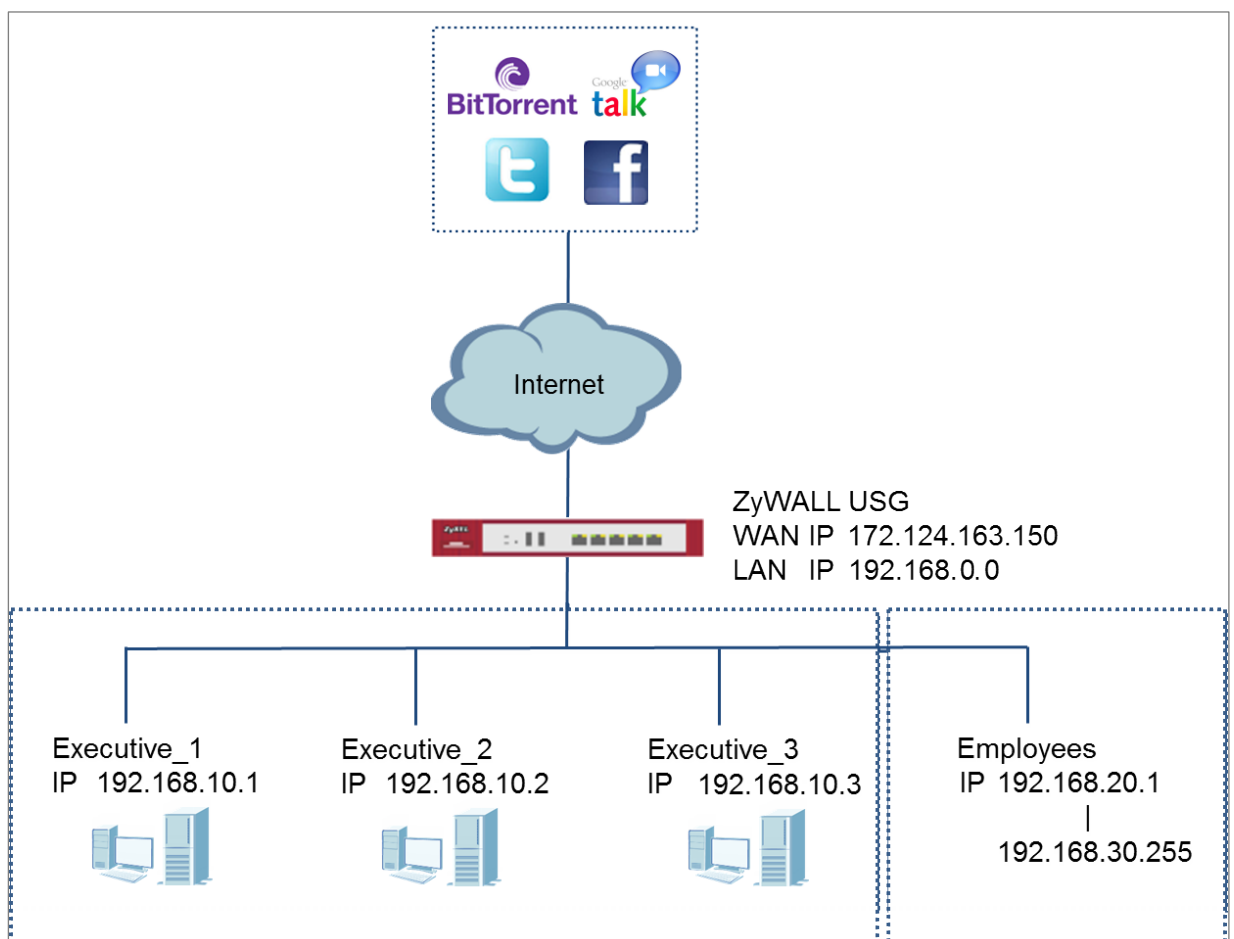 BitTorrent
Google talk
t
f
Internet
ZyXEL
ZyWALL USG
WAN IP 172.124.163.150
LAN IP 192.168.0.0
Executive_1
IP 192.168.10.1
Executive_2
IP 192.168.10.2
Executive_3
IP 192.168.10.3
Employees
IP 192.168.20.1
|
192.168.30.255